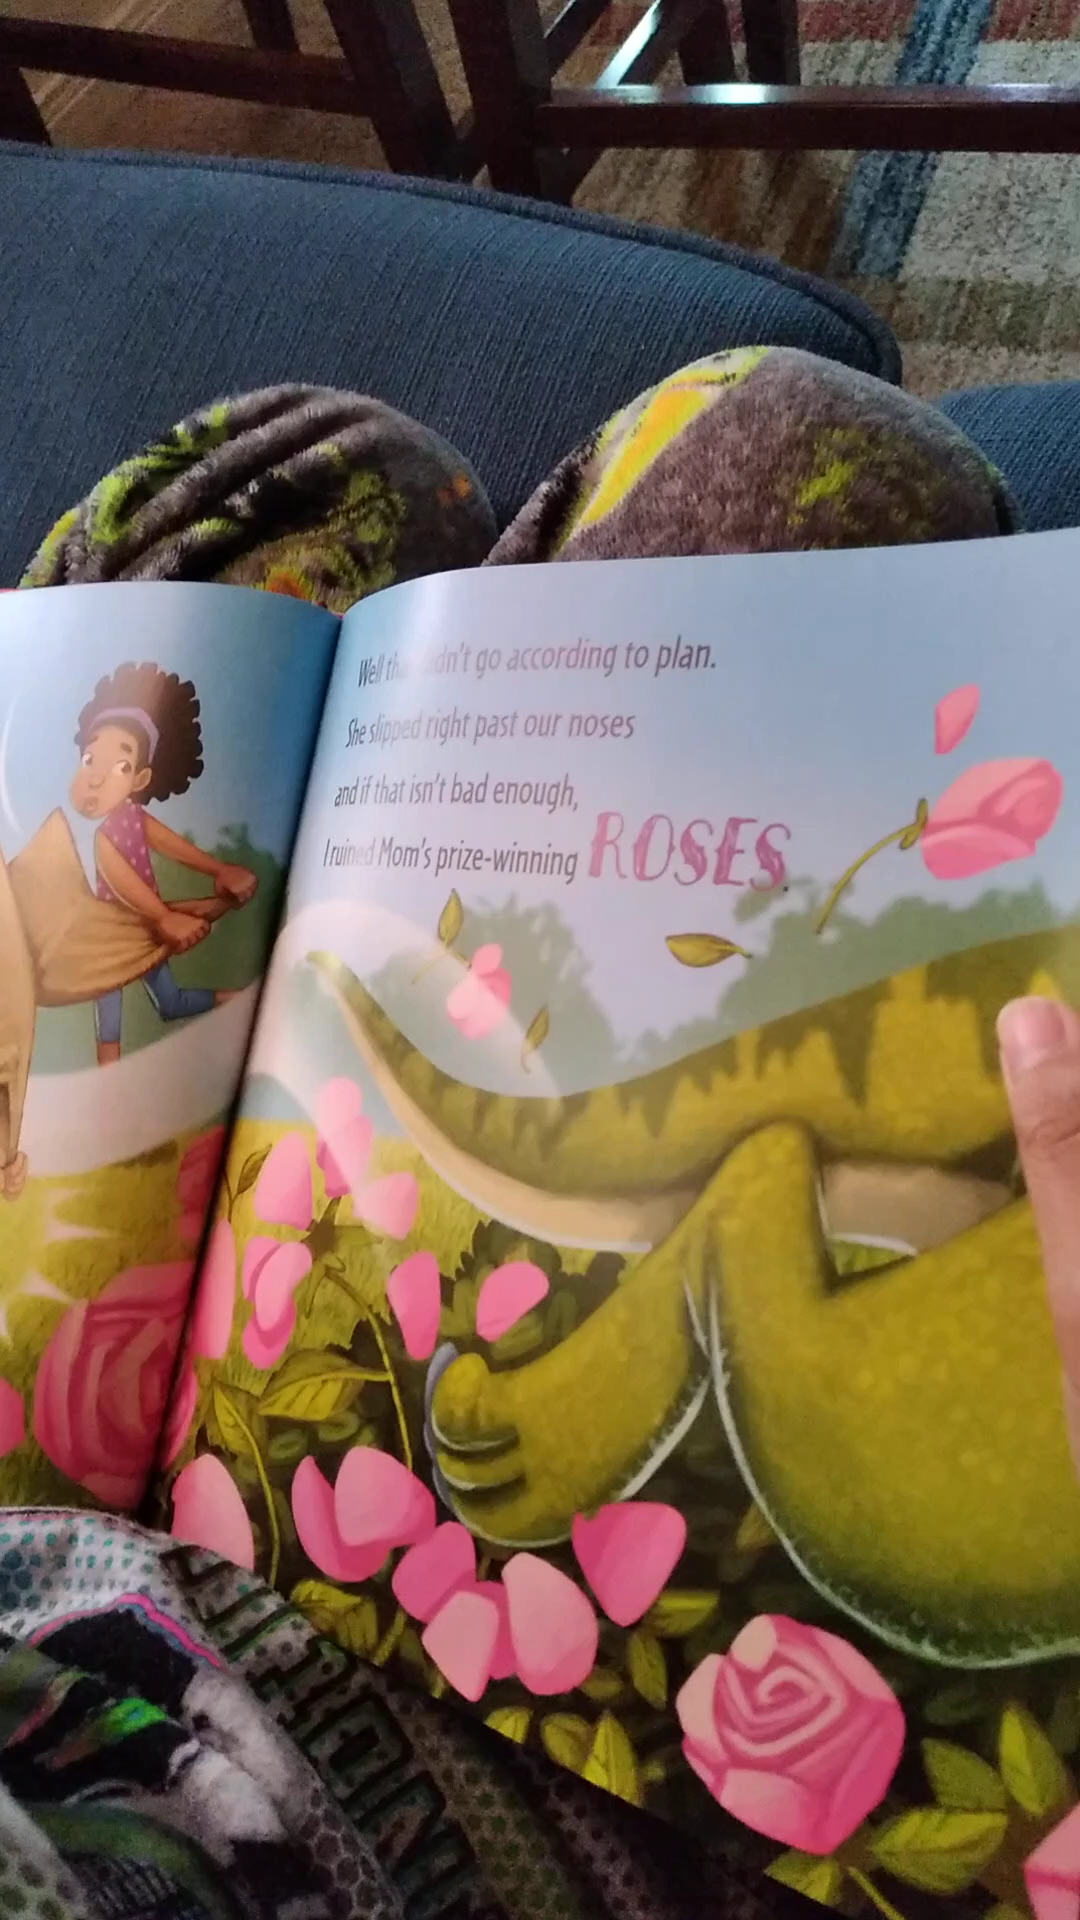 Well that didn't go according to plan.
She slipped right past our noses
and if that isn't bad enough,
I ruined Mom's prize-winning ROSES.